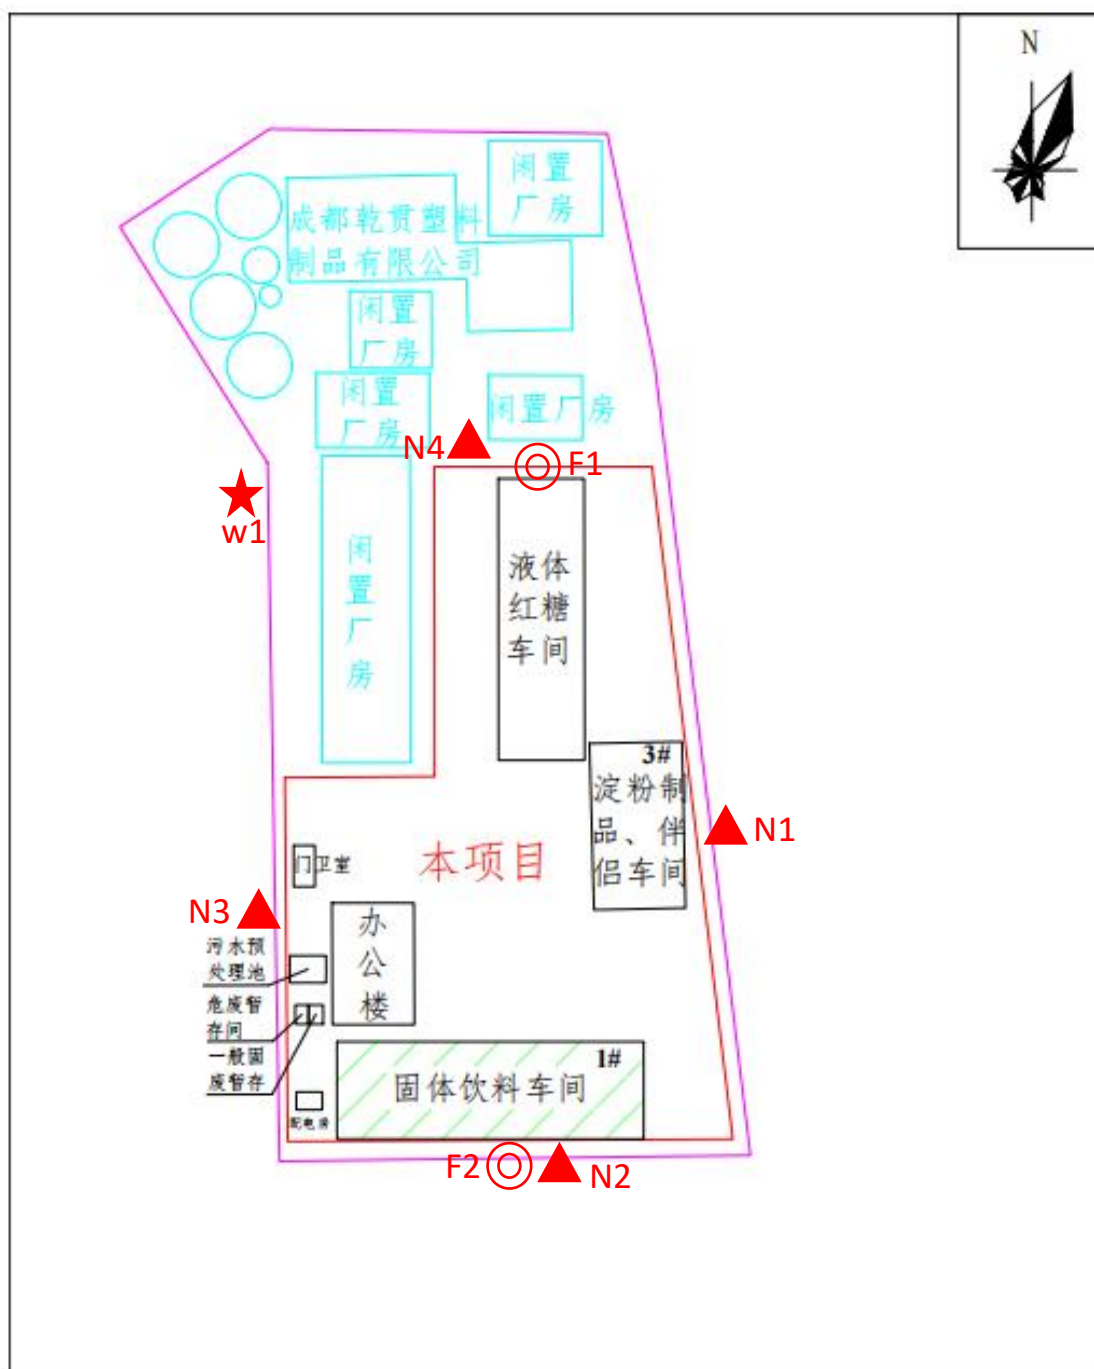 N
闲置
厂房
成都乾贯塑料
制品有限公司
闲置
厂房
闲置
厂房
闲置厂房
N4
F1
w1
闲
置
厂
房
液体
红糖
车间
3#
淀粉制
品、伴
侣车间
N1
本项目
门卫室
N3
办
公
楼
污水预
处理池
危废暂
存间
一般固
废暂存
1#
固体饮料车间
配电房
F2
N2